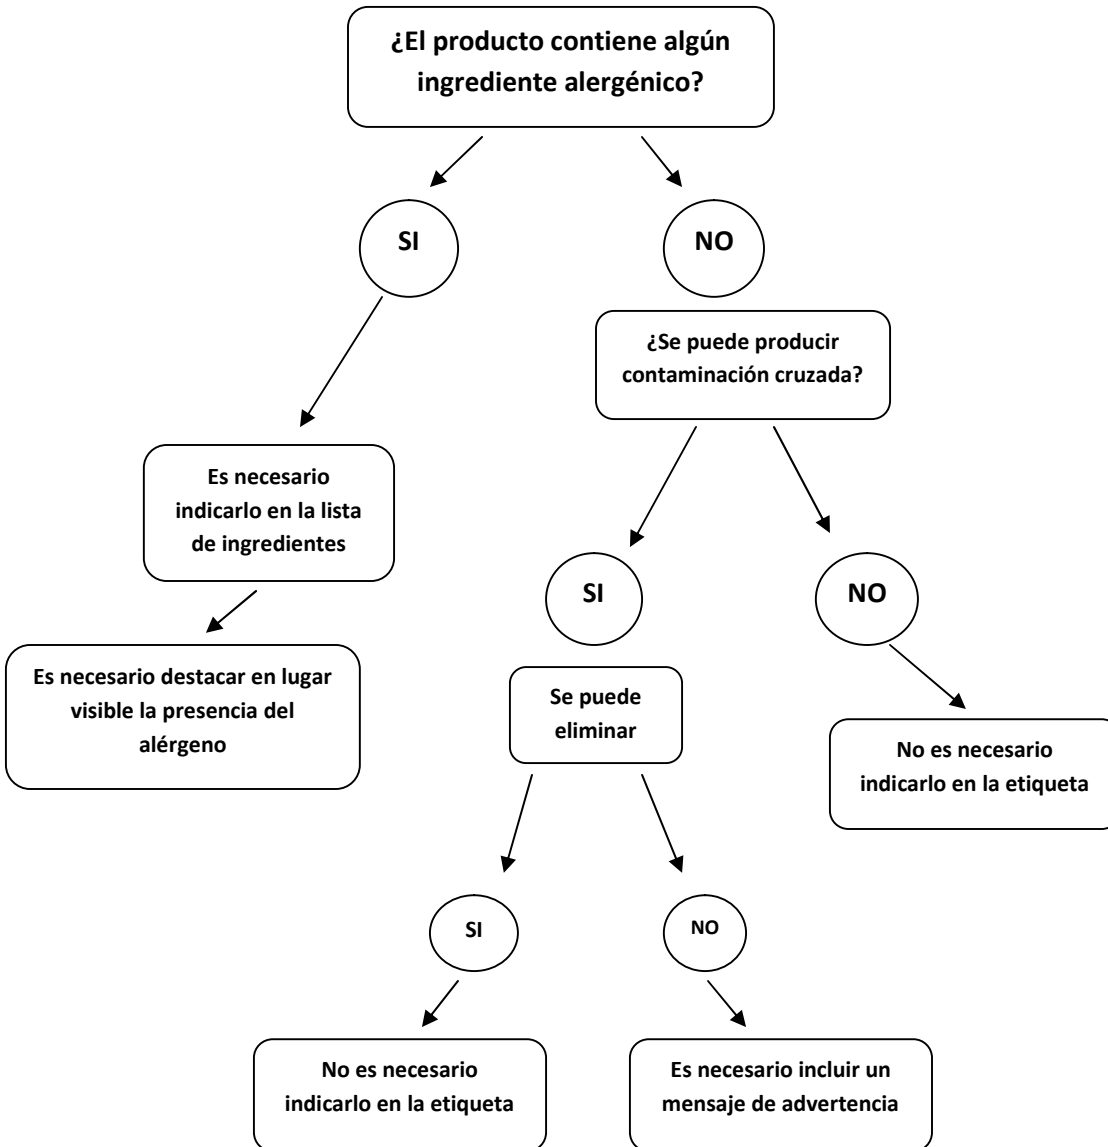 ¿El producto contiene algún
ingrediente alergénico?
SI
NO
¿Se puede producir
contaminación cruzada?
Es necesario
indicarlo en la lista
de ingredientes
SI
NO
Es necesario destacar en lugar
visible la presencia del
alérgeno
Se puede
eliminar
No es necesario
indicarlo en la etiqueta
SI
NO
No es necesario
indicarlo en la etiqueta
Es necesario incluir un
mensaje de advertencia